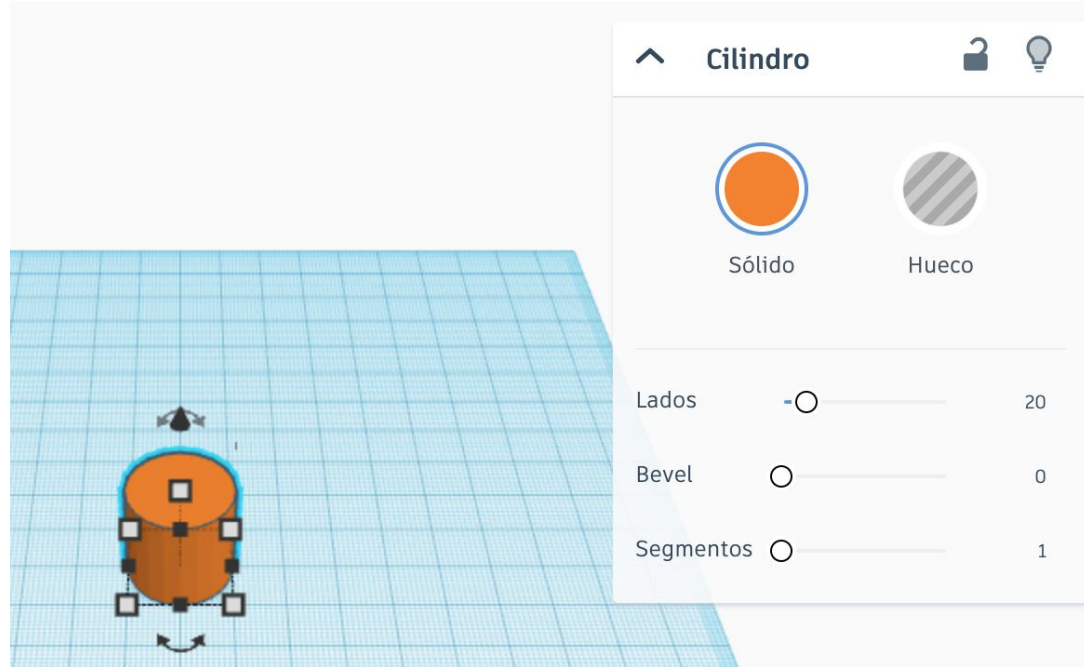 Cilindro
Sólido
Hueco
Lados 20
Bevel 0
Segmentos 1